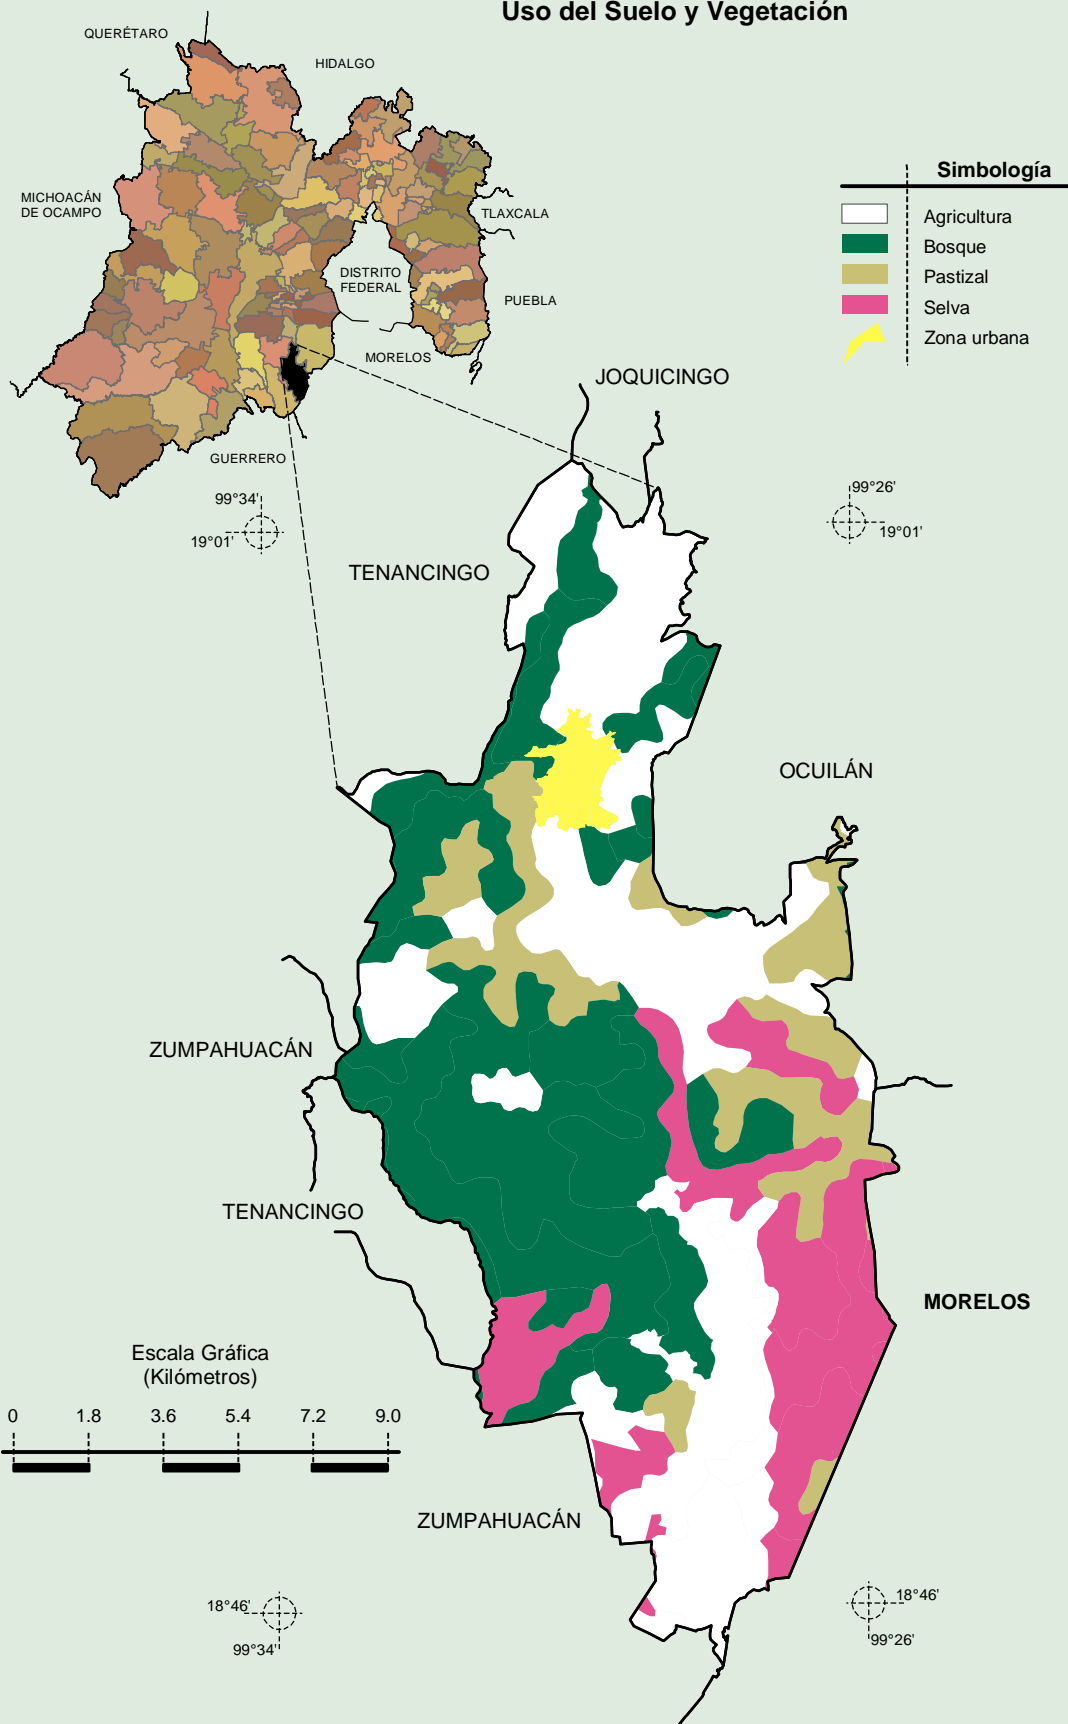 Uso del Suelo y Vegetación
QUERÉTARO
HIDALGO
MICHOACÁN
DE OCAMPO
TLAXCALA
DISTRITO
FEDERAL
PUEBLA
MORELOS
GUERRERO
Simbología
Agricultura
Bosque
Pastizal
Selva
Zona urbana
JOQUICINGO
99°34'
19°01'
99°26'
19°01'
TENANCINGO
OCUILÁN
ZUMPAHUACÁN
TENANCINGO
MORELOS
Escala Gráfica
(Kilómetros)
0 1.8 3.6 5.4 7.2 9.0
ZUMPAHUACÁN
18°46'
99°34'
18°46'
99°26'